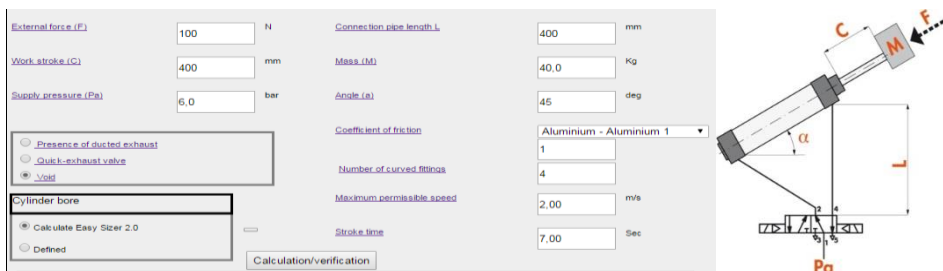 External force (F) 100 N Connection pipe length L 400 mm
Work stroke (C) 400 mm Mass (M) 40,0 Kg
Supply pressure (Pa) 6,0 bar Angle (a) 45 deg
Coefficient of friction Aluminium - Aluminium 1
1
Presence of ducted exhaust
Quick-exhaust valve
Void
Number of curved fittings 4
Cylinder bore
Maximum permissible speed 2,00 m/s
Calculate Easy Sizer 2.0
Defined
Stroke time 7,00 Sec
Calculation/verification
C
M
F
α
L
2 4
3 5
1
Pa